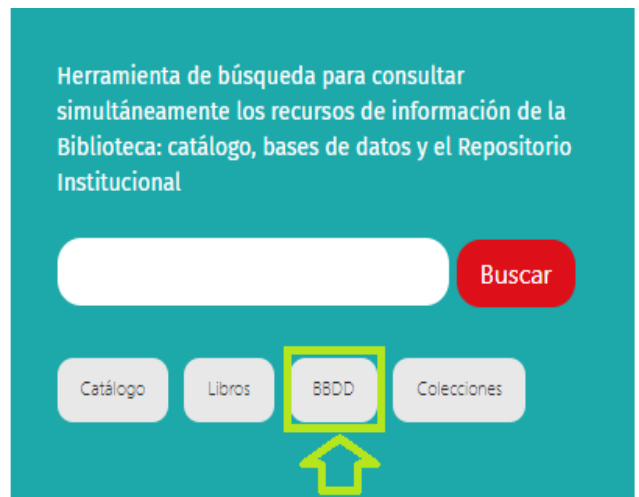 Herramienta de búsqueda para consultar
simultáneamente los recursos de información de la
Biblioteca: catálogo, bases de datos y el Repositorio
Institucional
Buscar
Catálogo
Libros
BBDD
Colecciones